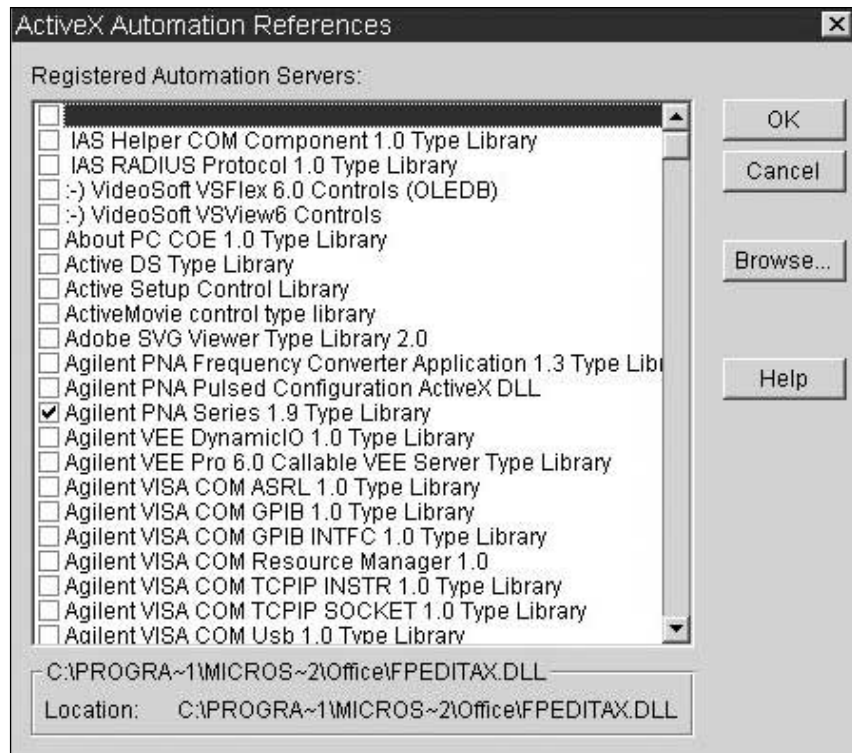 ActiveX Automation References
Registered Automation Servers:
IAS Helper COM Component 1.0 Type Library
IAS RADIUS Protocol 1.0 Type Library
:-) VideoSoft VSFlex 6.0 Controls (OLEDB)
:-) VideoSoft VSView6 Controls
About PC COE 1.0 Type Library
Active DS Type Library
Active Setup Control Library
ActiveMovie control type library
Adobe SVG Viewer Type Library 2.0
Agilent PNA Frequency Converter Application 1.3 Type Libr
Agilent PNA Pulsed Configuration ActiveX DLL
Agilent PNA Series 1.9 Type Library
Agilent VEE DynamicIO 1.0 Type Library
Agilent VEE Pro 6.0 Callable VEE Server Type Library
Agilent VISA COM ASRL 1.0 Type Library
Agilent VISA COM GPIB 1.0 Type Library
Agilent VISA COM GPIB INTFC 1.0 Type Library
Agilent VISA COM Resource Manager 1.0
Agilent VISA COM TCPIP INSTR 1.0 Type Library
Agilent VISA COM TCPIP SOCKET 1.0 Type Library
Agilent VISA COM Usb 1.0 Type Library
OK
Cancel
Browse...
Help
C:\PROGRA~1\MICROS~2\Office\FPEDITAX.DLL
Location: C:\PROGRA~1\MICROS~2\Office\FPEDITAX.DLL